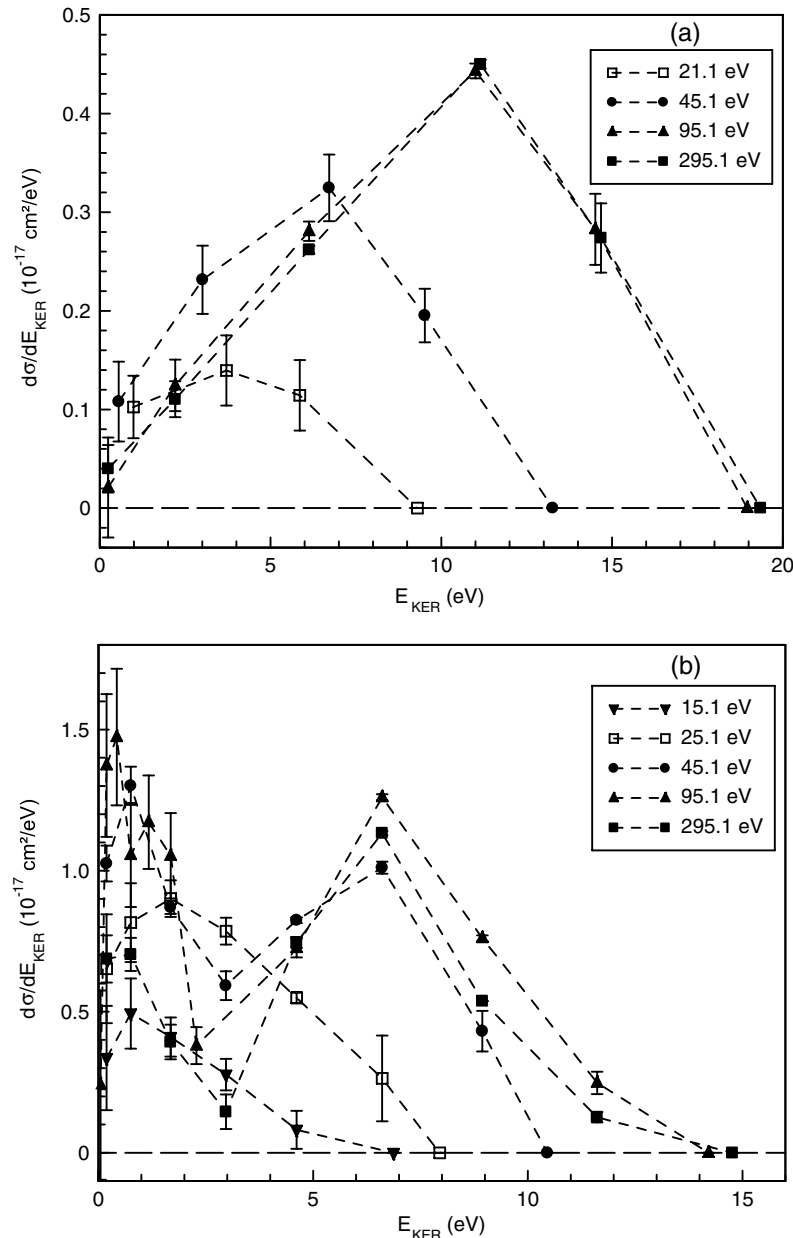 (a)
0.5
0.4
0.3
0.2
0.1
0
dσ/dE_KER (10⁻¹⁷ cm²/eV)
21.1 eV
45.1 eV
95.1 eV
295.1 eV
0 5 10 15 20
E_KER (eV)
(b)
1.5
1.0
0.5
0
dσ/dE_KER (10⁻¹⁷ cm²/eV)
15.1 eV
25.1 eV
45.1 eV
95.1 eV
295.1 eV
0 5 10 15
E_KER (eV)